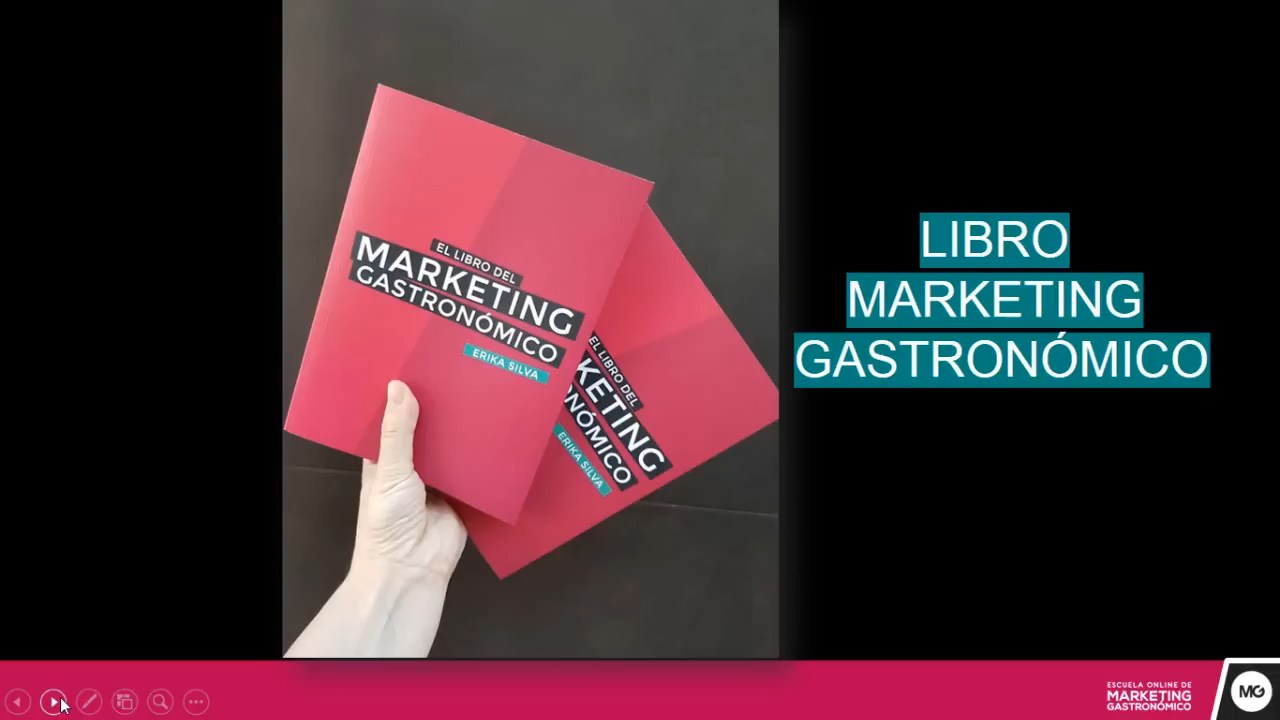 EL LIBRO DEL
MARKETING
GASTRONÓMICO
ERIKA SILVA
EL LIBRO DEL
KETING
NÓMICO
ERIKA SILVA
LIBRO
MARKETING
GASTRONÓMICO
ESCUELA ONLINE DE
MARKETING
GASTRONÓMICO
MG